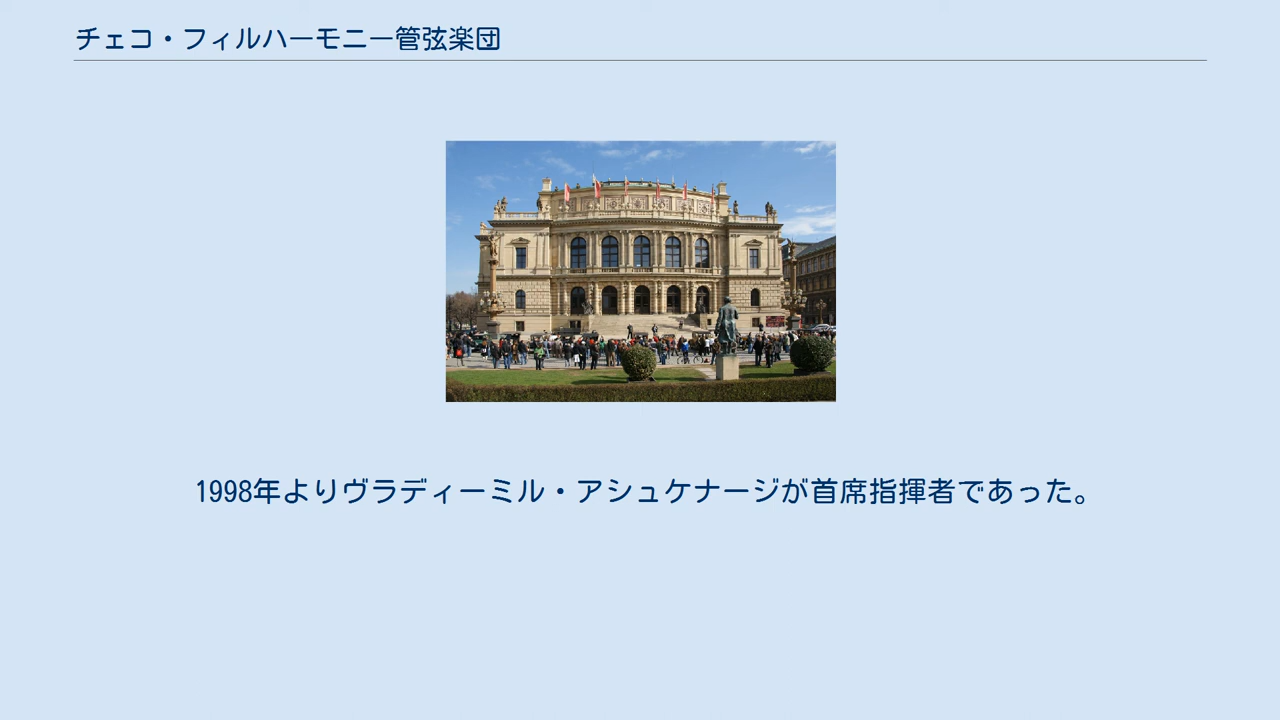 チェコ・フィルハーモニー管弦楽団
1998年よりヴラディーミル・アシュケナージが首席指揮者であった。